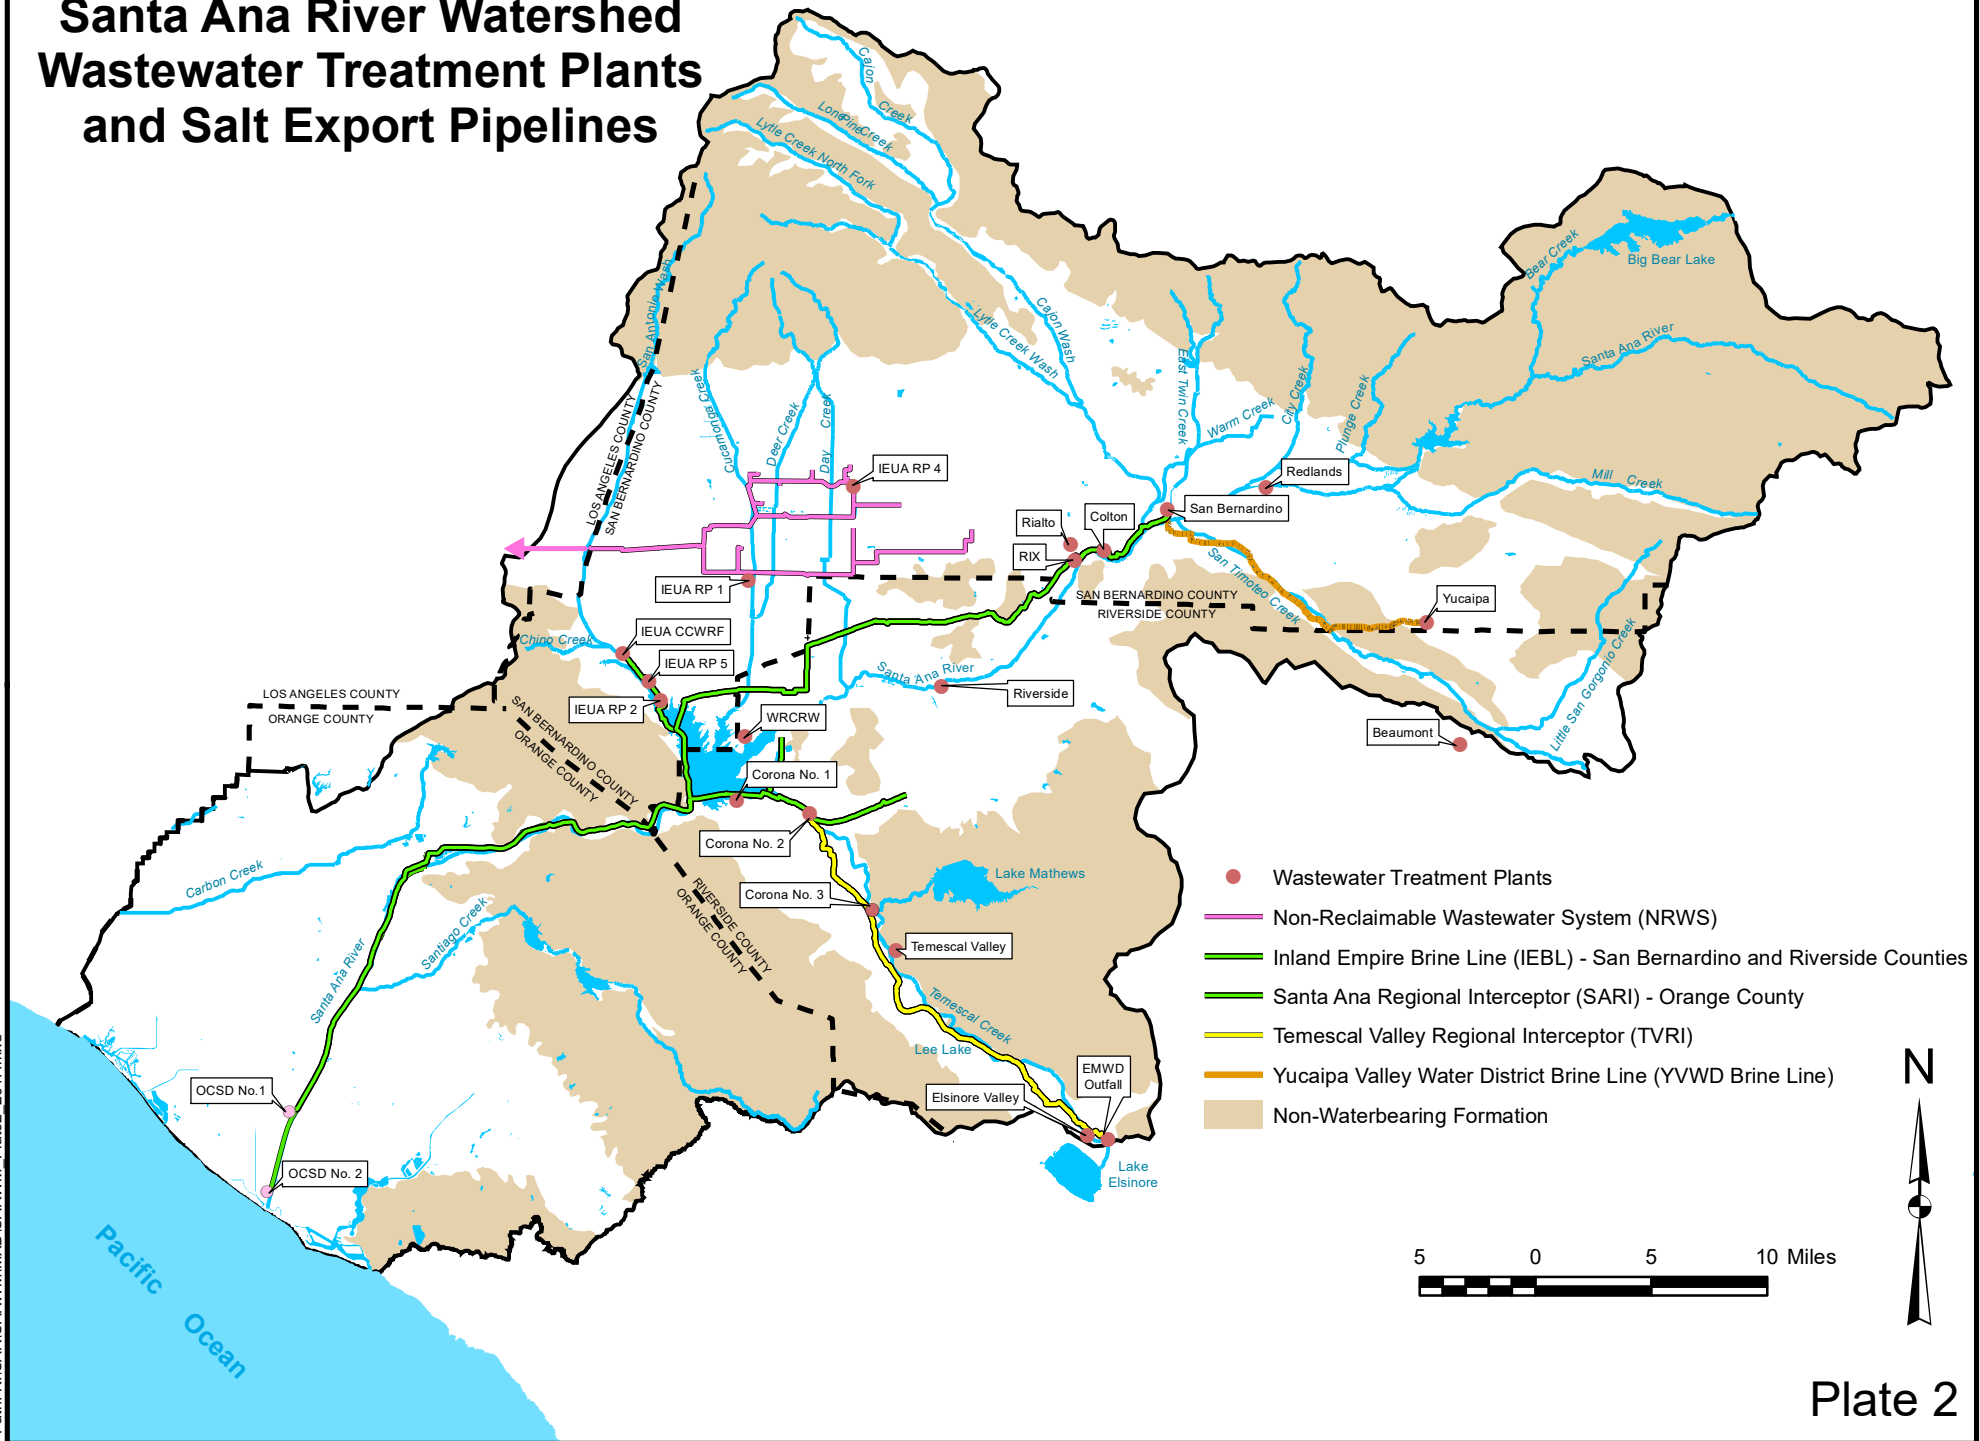 Santa Ana River Watershed
Wastewater Treatment Plants
and Salt Export Pipelines
Cajon
Creek
Lone Pine Creek
Lytle Creek North Fork
San Antonio Wash
Cajon Wash
Lytle Creek Wash
Bear Creek
Big Bear Lake
Santa Ana River
East Twin Creek
Warm Creek
City Creek
Plunge Creek
Mill Creek
Cucamonga Creek
Deer Creek
Day Creek
LOS ANGELES COUNTY
SAN BERNARDINO COUNTY
IEUA RP 4
Redlands
San Bernardino
Colton
Rialto
RIX
IEUA RP 1
San Timoteo Creek
SAN BERNARDINO COUNTY
RIVERSIDE COUNTY
Yucaipa
IEUA CCWRF
Chino Creek
IEUA RP 5
IEUA RP 2
Santa Ana River
Riverside
Little San Gorgonio Creek
LOS ANGELES COUNTY
ORANGE COUNTY
SAN BERNARDINO COUNTY
ORANGE COUNTY
WRCRW
Beaumont
Corona No. 1
Corona No. 2
Carbon Creek
Lake Mathews
Corona No. 3
RIVERSIDE COUNTY
ORANGE COUNTY
Santiago Creek
Santa Ana River
Temescal Valley
Temescal Creek
Lee Lake
EMWD
Outfall
Elsinore Valley
Lake
Elsinore
OCSD No.1
OCSD No. 2
Pacific
Ocean
Wastewater Treatment Plants
Non-Reclaimable Wastewater System (NRWS)
Inland Empire Brine Line (IEBL) - San Bernardino and Riverside Counties
Santa Ana Regional Interceptor (SARI) - Orange County
Temescal Valley Regional Interceptor (TVRI)
Yucaipa Valley Water District Brine Line (YVWD Brine Line)
Non-Waterbearing Formation
N
5 0 5 10 Miles
Plate 2